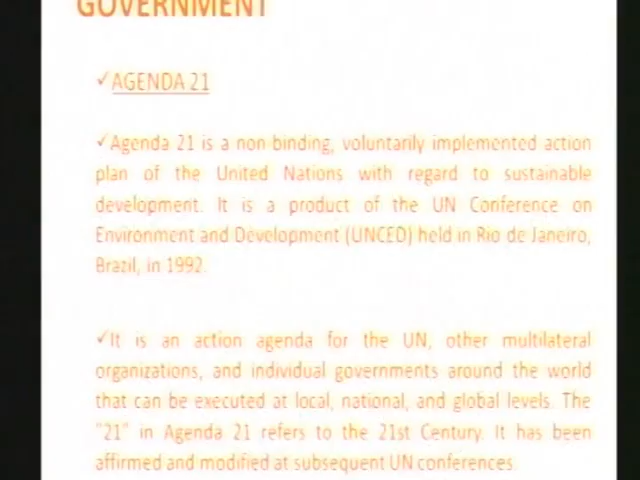 GOVERNMENT
✓AGENDA 21
✓Agenda 21 is a non-binding, voluntarily implemented action
plan of the United Nations with regard to sustainable
development. It is a product of the UN Conference on
Environment and Development (UNCED) held in Rio de Janeiro,
Brazil, in 1992.
✓It is an action agenda for the UN, other multilateral
organizations, and individual governments around the world
that can be executed at local, national, and global levels. The
"21" in Agenda 21 refers to the 21st Century. It has been
affirmed and modified at subsequent UN conferences.